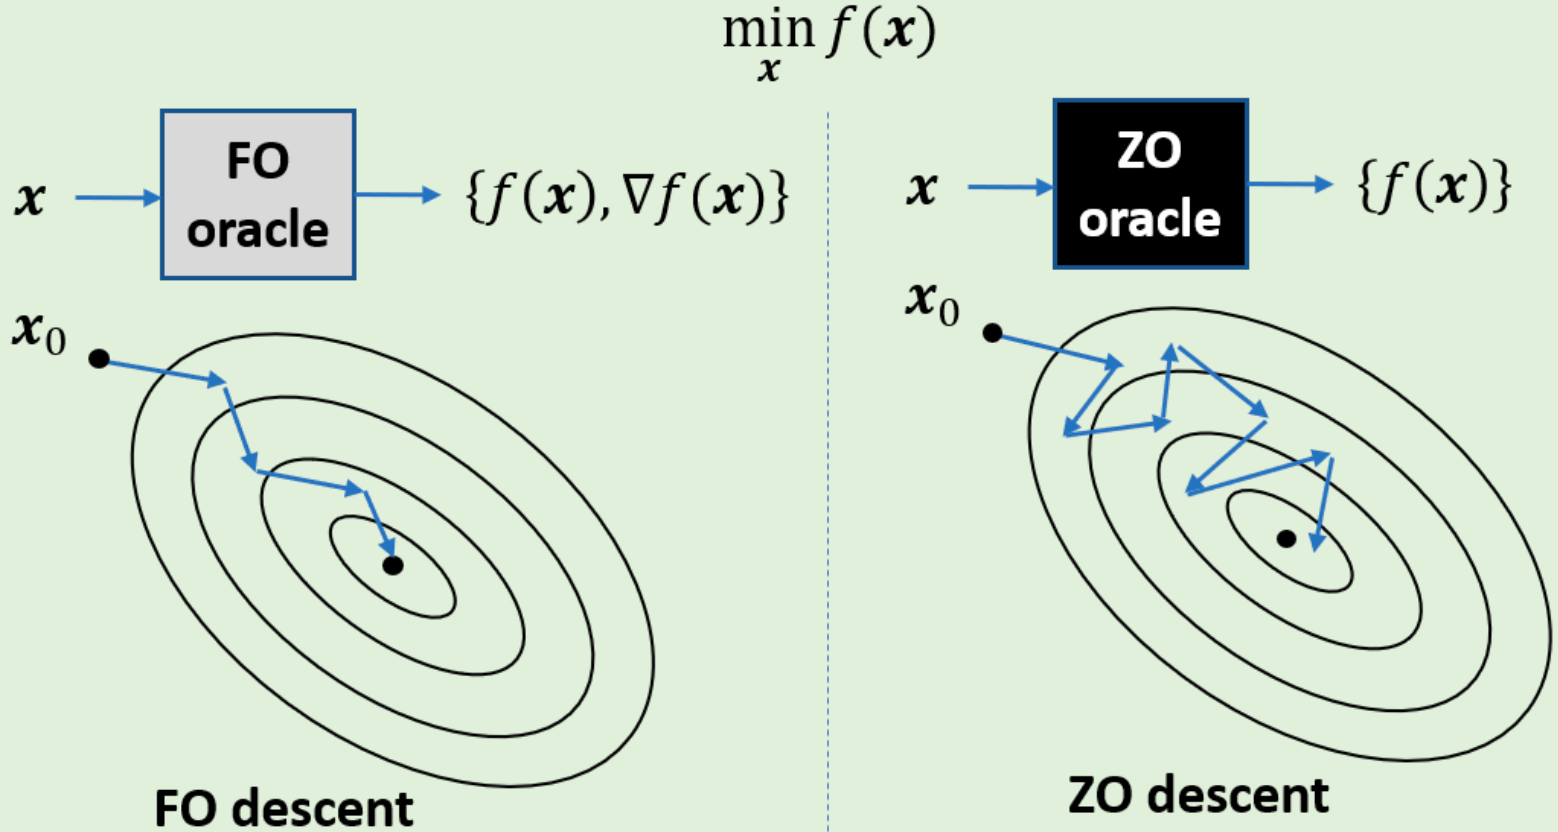 min f(x)
x
FO
oracle
x
{f(x), ∇f(x)}
x₀
FO descent
ZO
oracle
x
{f(x)}
x₀
ZO descent